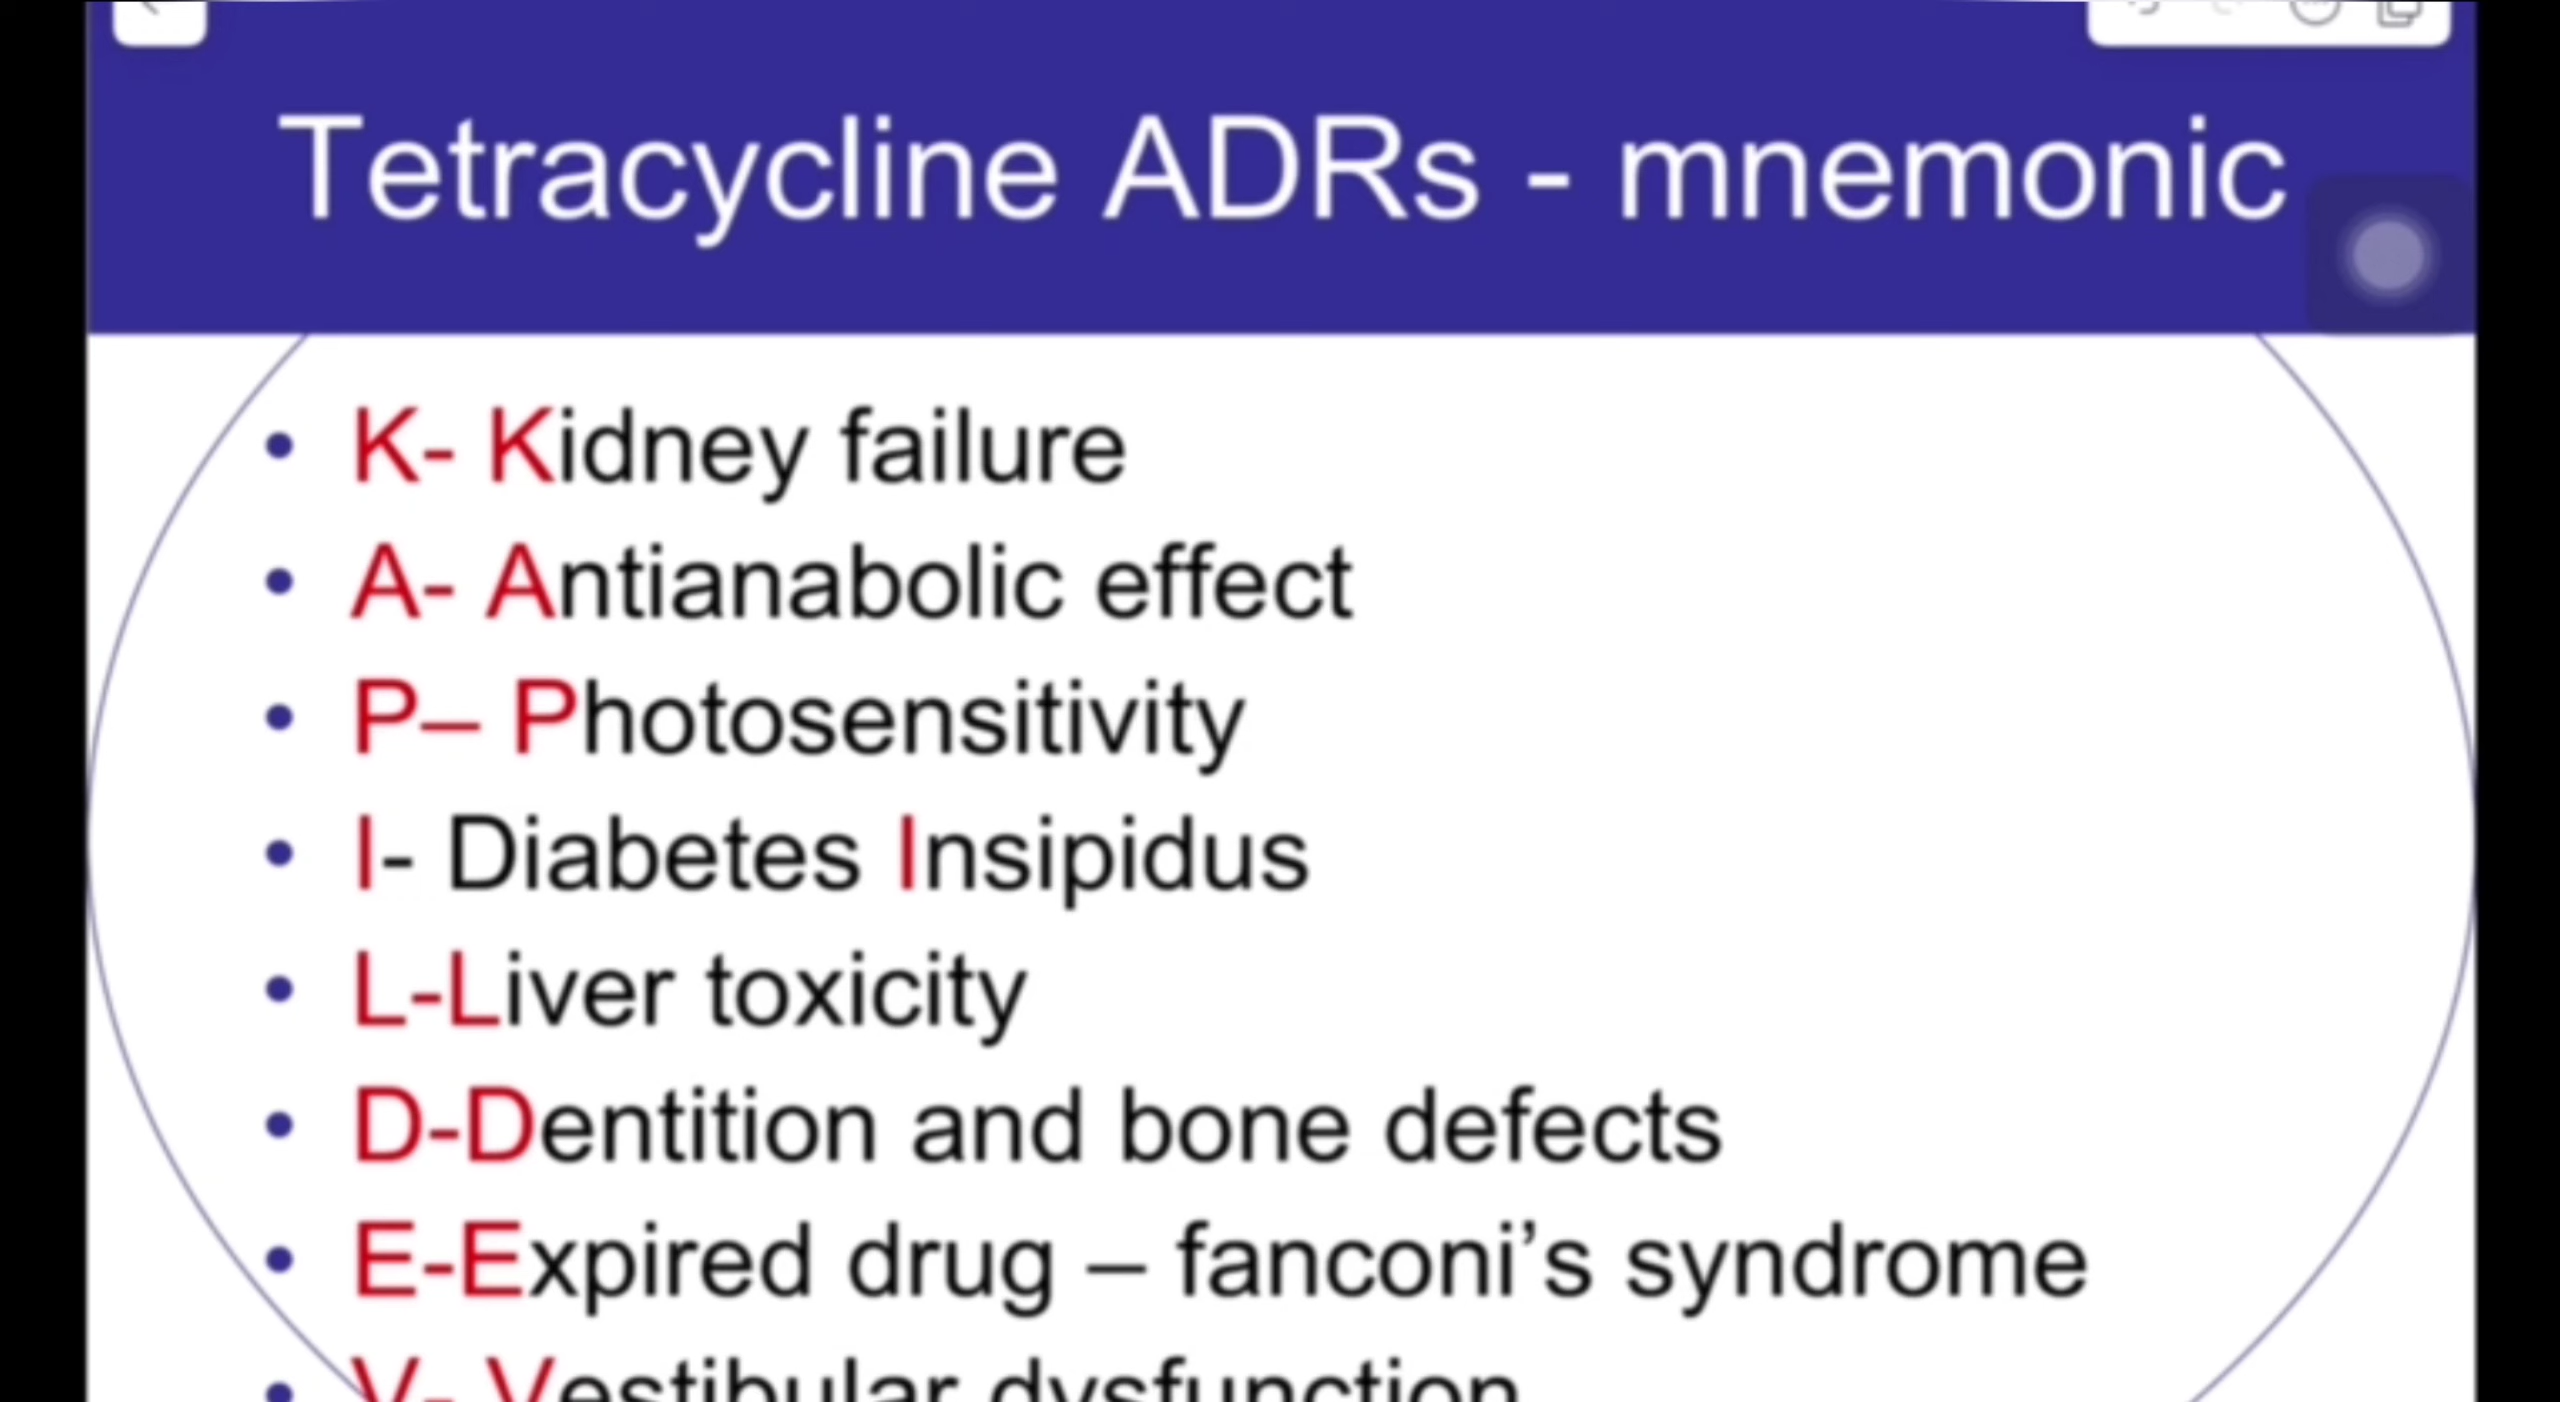 Tetracycline ADRs - mnemonic
• K- Kidney failure
• A- Antianabolic effect
• P– Photosensitivity
• I- Diabetes Insipidus
• L-Liver toxicity
• D-Dentition and bone defects
• E-Expired drug – fanconi’s syndrome
• V- Vestibular dysfunction